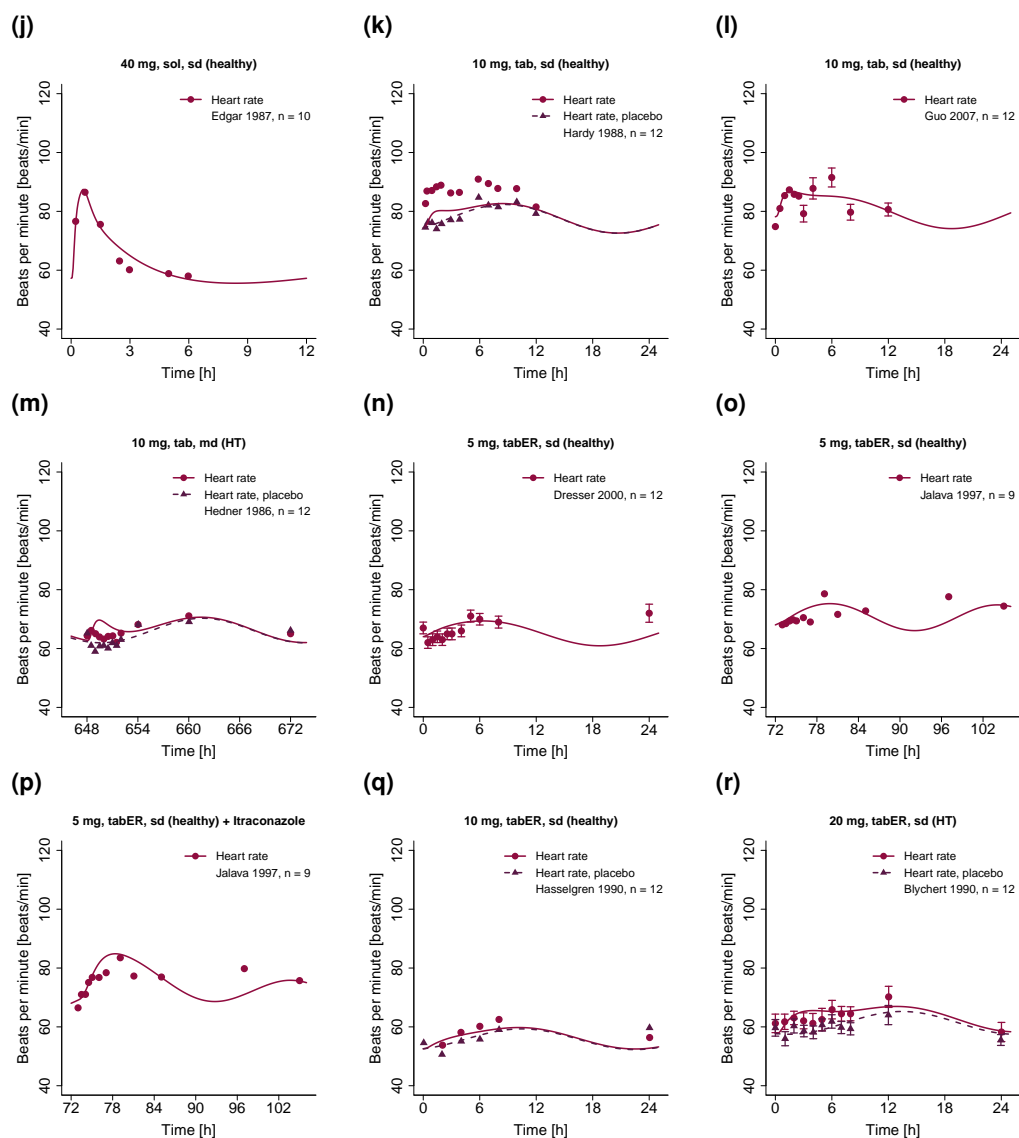 (j)
40 mg, sol, sd (healthy)
Heart rate
Edgar 1987, n = 10
Beats per minute [beats/min]
120
100
80
60
40
0 3 6 9 12
Time [h]
(k)
10 mg, tab, sd (healthy)
Heart rate
Heart rate, placebo
Hardy 1988, n = 12
Beats per minute [beats/min]
120
100
80
60
40
0 6 12 18 24
Time [h]
(l)
10 mg, tab, sd (healthy)
Heart rate
Guo 2007, n = 12
Beats per minute [beats/min]
120
100
80
60
40
0 6 12 18 24
Time [h]
(m)
10 mg, tab, md (HT)
Heart rate
Heart rate, placebo
Hedner 1986, n = 12
Beats per minute [beats/min]
120
100
80
60
40
648 654 660 666 672
Time [h]
(n)
5 mg, tabER, sd (healthy)
Heart rate
Dresser 2000, n = 12
Beats per minute [beats/min]
120
100
80
60
40
0 6 12 18 24
Time [h]
(o)
5 mg, tabER, sd (healthy)
Heart rate
Jalava 1997, n = 9
Beats per minute [beats/min]
120
100
80
60
40
72 78 84 90 96 102
Time [h]
(p)
5 mg, tabER, sd (healthy) + Itraconazole
Heart rate
Jalava 1997, n = 9
Beats per minute [beats/min]
120
100
80
60
40
72 78 84 90 96 102
Time [h]
(q)
10 mg, tabER, sd (healthy)
Heart rate
Heart rate, placebo
Hasselgren 1990, n = 12
Beats per minute [beats/min]
120
100
80
60
40
0 6 12 18 24
Time [h]
(r)
20 mg, tabER, sd (HT)
Heart rate
Heart rate, placebo
Blychert 1990, n = 12
Beats per minute [beats/min]
120
100
80
60
40
0 6 12 18 24
Time [h]